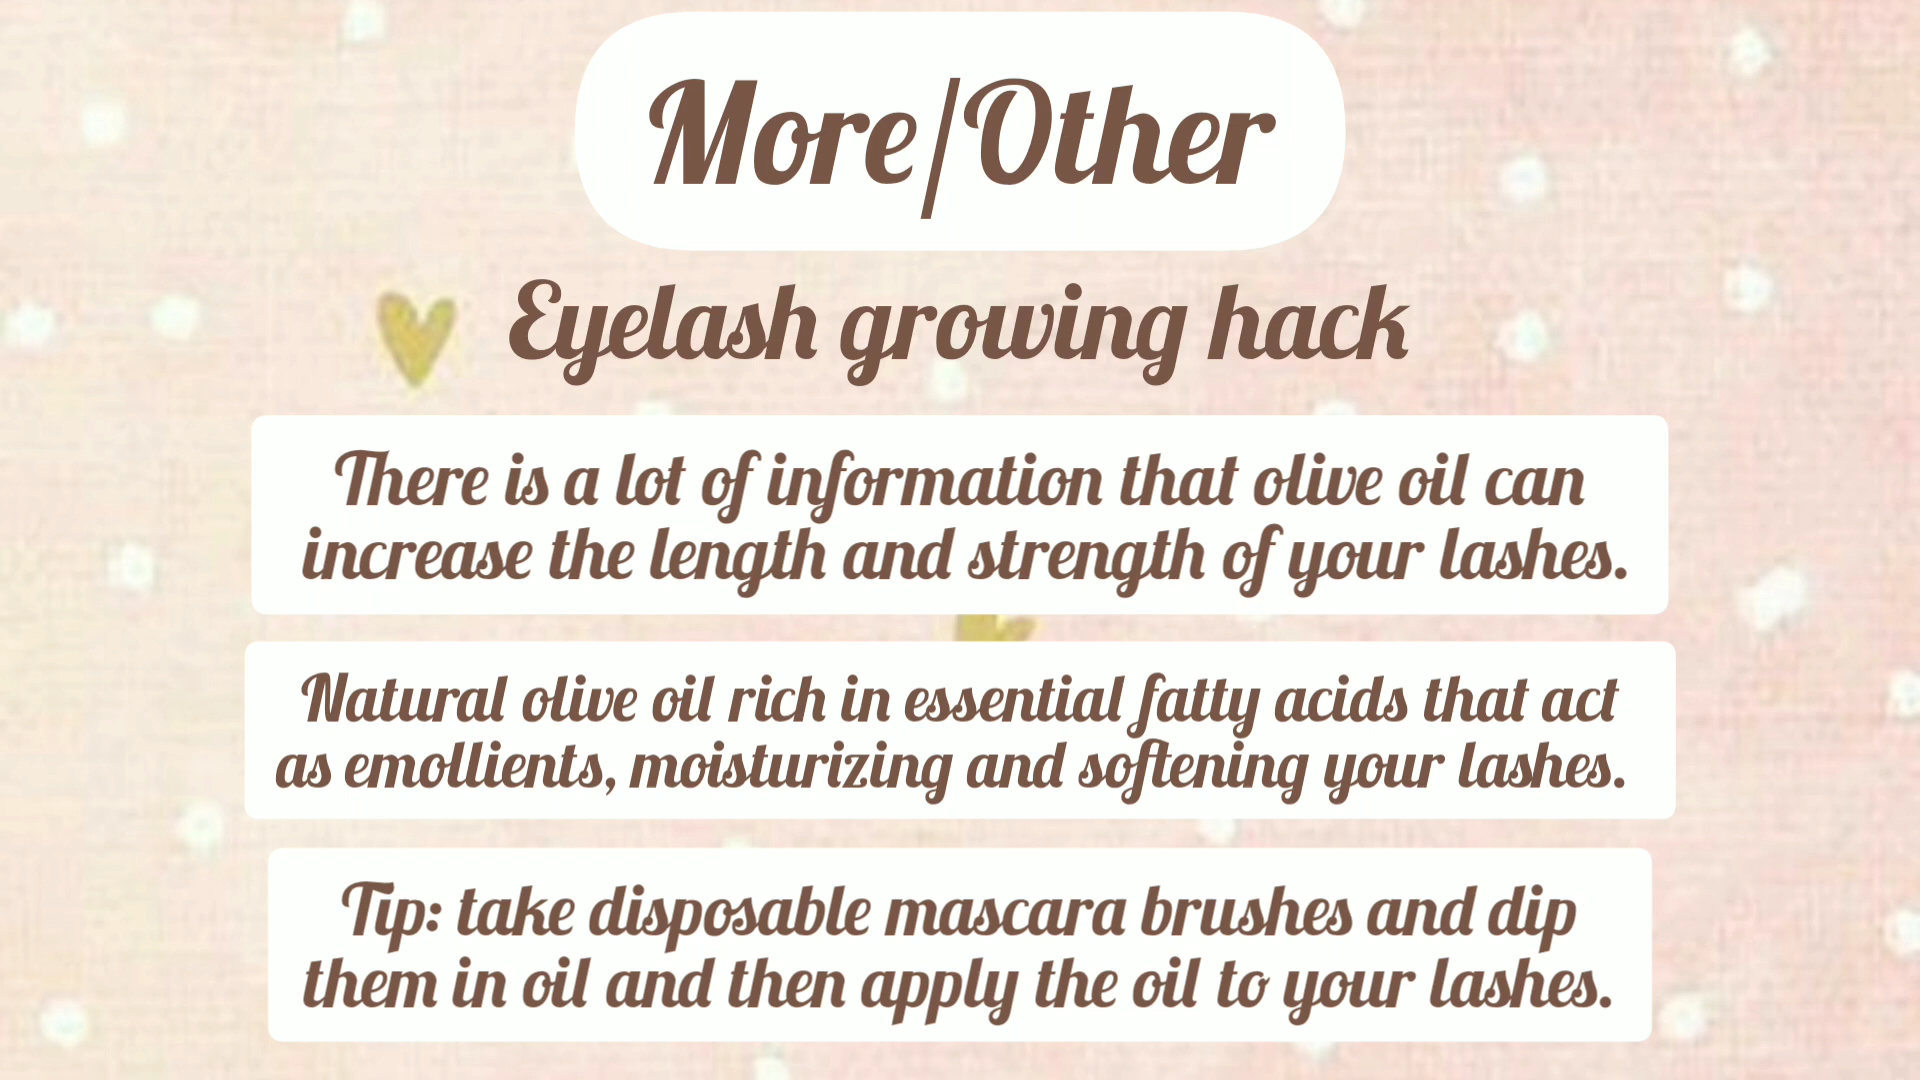 More/Other
Eyelash growing hack
There is a lot of information that olive oil can
increase the length and strength of your lashes.
Natural olive oil rich in essential fatty acids that act
as emollients, moisturizing and softening your lashes.
Tip: take disposable mascara brushes and dip
them in oil and then apply the oil to your lashes.